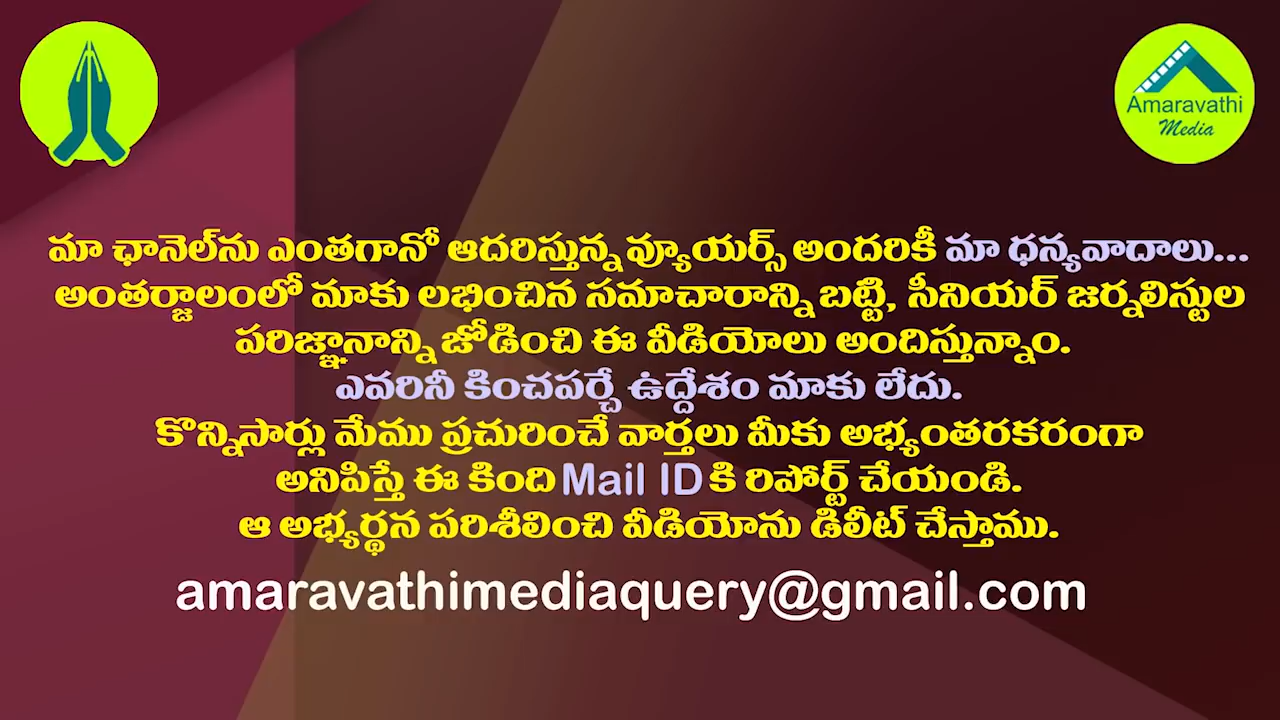 Amaravathi
Media
మా ఛానెల్‌ను ఎంతగానో ఆదరిస్తున్న వ్యూయర్స్ అందరికీ మా ధన్యవాదాలు...
అంతర్జాలంలో మాకు లభించిన సమాచారాన్ని బట్టి, సీనియర్ జర్నలిస్టుల
పరిజ్ఞానాన్ని జోడించి ఈ వీడియోలు అందిస్తున్నాం.
ఎవరినీ కించపర్చే ఉద్దేశం మాకు లేదు.
కొన్నిసార్లు మేము ప్రచురించే వార్తలు మీకు అభ్యంతరకరంగా
అనిపిస్తే ఈ కింది Mail ID కి రిపోర్ట్ చేయండి.
ఆ అభ్యర్థన పరిశీలించి వీడియోను డిలీట్ చేస్తాము.
amaravathimediaquery@gmail.com